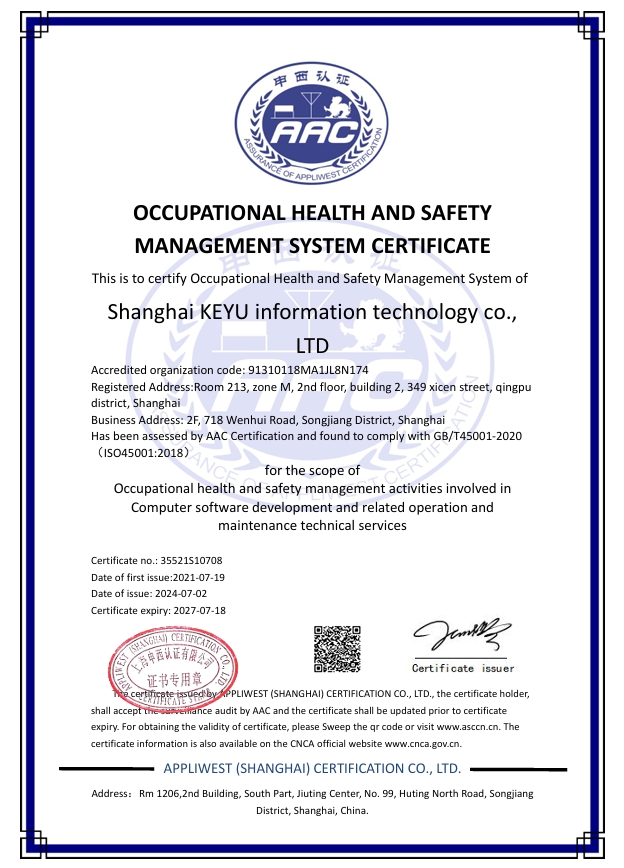 申西认证
AAC
ASSURANCE OF APPLIWEST CERTIFICATION
OCCUPATIONAL HEALTH AND SAFETY
MANAGEMENT SYSTEM CERTIFICATE
This is to certify Occupational Health and Safety Management System of
Shanghai KEYU information technology co.,
LTD
Accredited organization code: 91310118MA1JL8N174
Registered Address:Room 213, zone M, 2nd floor, building 2, 349 xicen street, qingpu
district, Shanghai
Business Address: 2F, 718 Wenhui Road, Songjiang District, Shanghai
Has been assessed by AAC Certification and found to comply with GB/T45001-2020
（ISO45001:2018）
for the scope of
Occupational health and safety management activities involved in
Computer software development and related operation and
maintenance technical services
Certificate no.: 35521S10708
Date of first issue:2021-07-19
Date of issue: 2024-07-02
Certificate expiry: 2027-07-18
APPLIWEST (SHANGHAI) CERTIFICATION CO., LTD
上海申西认证有限公司
证书专用章
CERTIFICATE STAMP
Certificate issuer
The certificate issued by APPLIWEST (SHANGHAI) CERTIFICATION CO., LTD., the certificate holder,
shall accept the surveillance audit by AAC and the certificate shall be updated prior to certificate
expiry. For obtaining the validity of certificate, please Sweep the qr code or visit www.asccn.cn. The
certificate information is also available on the CNCA official website www.cnca.gov.cn.
APPLIWEST (SHANGHAI) CERTIFICATION CO., LTD.
Address：Rm 1206,2nd Building, South Part, Jiuting Center, No. 99, Huting North Road, Songjiang
District, Shanghai, China.